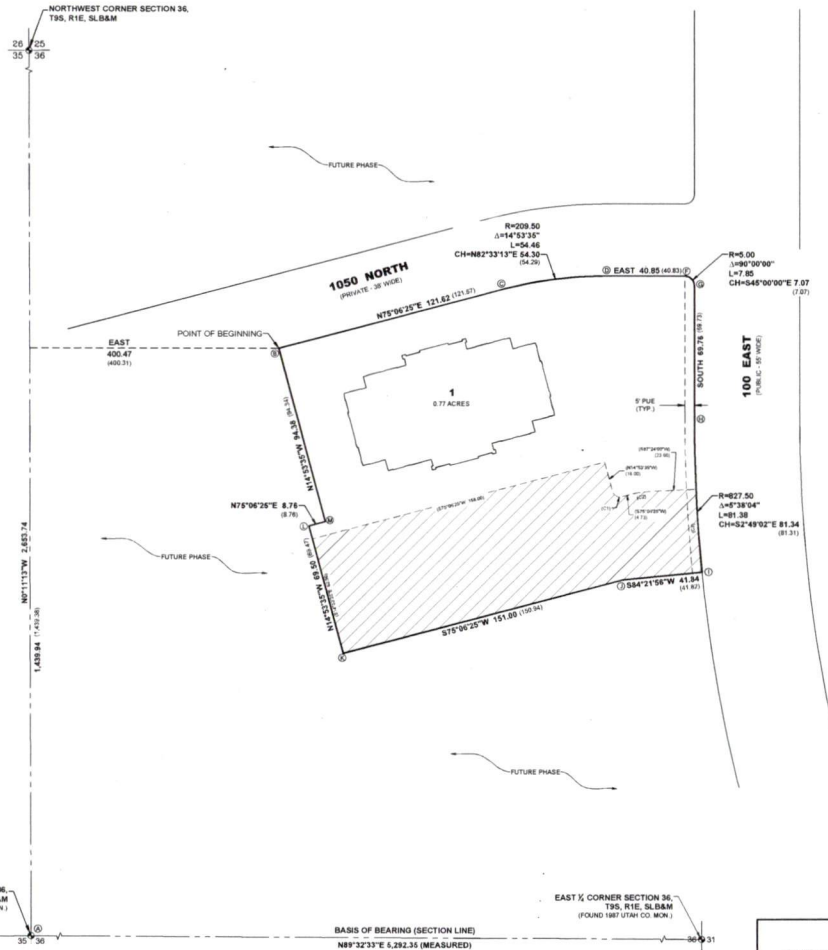 NORTHWEST CORNER SECTION 36,
T9S, R1E, SLB&M
26 25
35 36
FUTURE PHASE
R=209.50
Δ=14°53'35"
L=54.46
CH=N82°33'13"E 54.30
(54.29)
1050 NORTH
(PRIVATE - 38' WIDE)
D EAST 40.85 (40.83) F
R=5.00
Δ=90°00'00"
L=7.85
CH=S45°00'00"E 7.07
(7.07)
C
G
N75°06'25"E 121.62 (121.57)
POINT OF BEGINNING
EAST
400.47
(400.31)
B
SOUTH 69.76 (69.73)
100 EAST
(PUBLIC - 55' WIDE)
1
0.77 ACRES
5' PUE
(TYP.)
H
N14°53'35"W 94.38 (94.34)
N75°06'25"E 8.76
(8.76)
L
M
R=827.50
Δ=5°38'04"
L=81.38
CH=S2°49'02"E 81.34
(81.31)
FUTURE PHASE
N14°53'35"W 69.50 (69.47)
I
J S84°21'56"W 41.84
(41.82)
S75°06'25"W 151.00 (150.94)
K
N0°11'13"W 2,653.74
1,439.94 (1,439.38)
FUTURE PHASE
EAST ¼ CORNER SECTION 36,
T9S, R1E, SLB&M
(FOUND 1987 UTAH CO. MON.)
A
35 36
BASIS OF BEARING (SECTION LINE)
N89°32'33"E 5,292.35 (MEASURED)
36 31